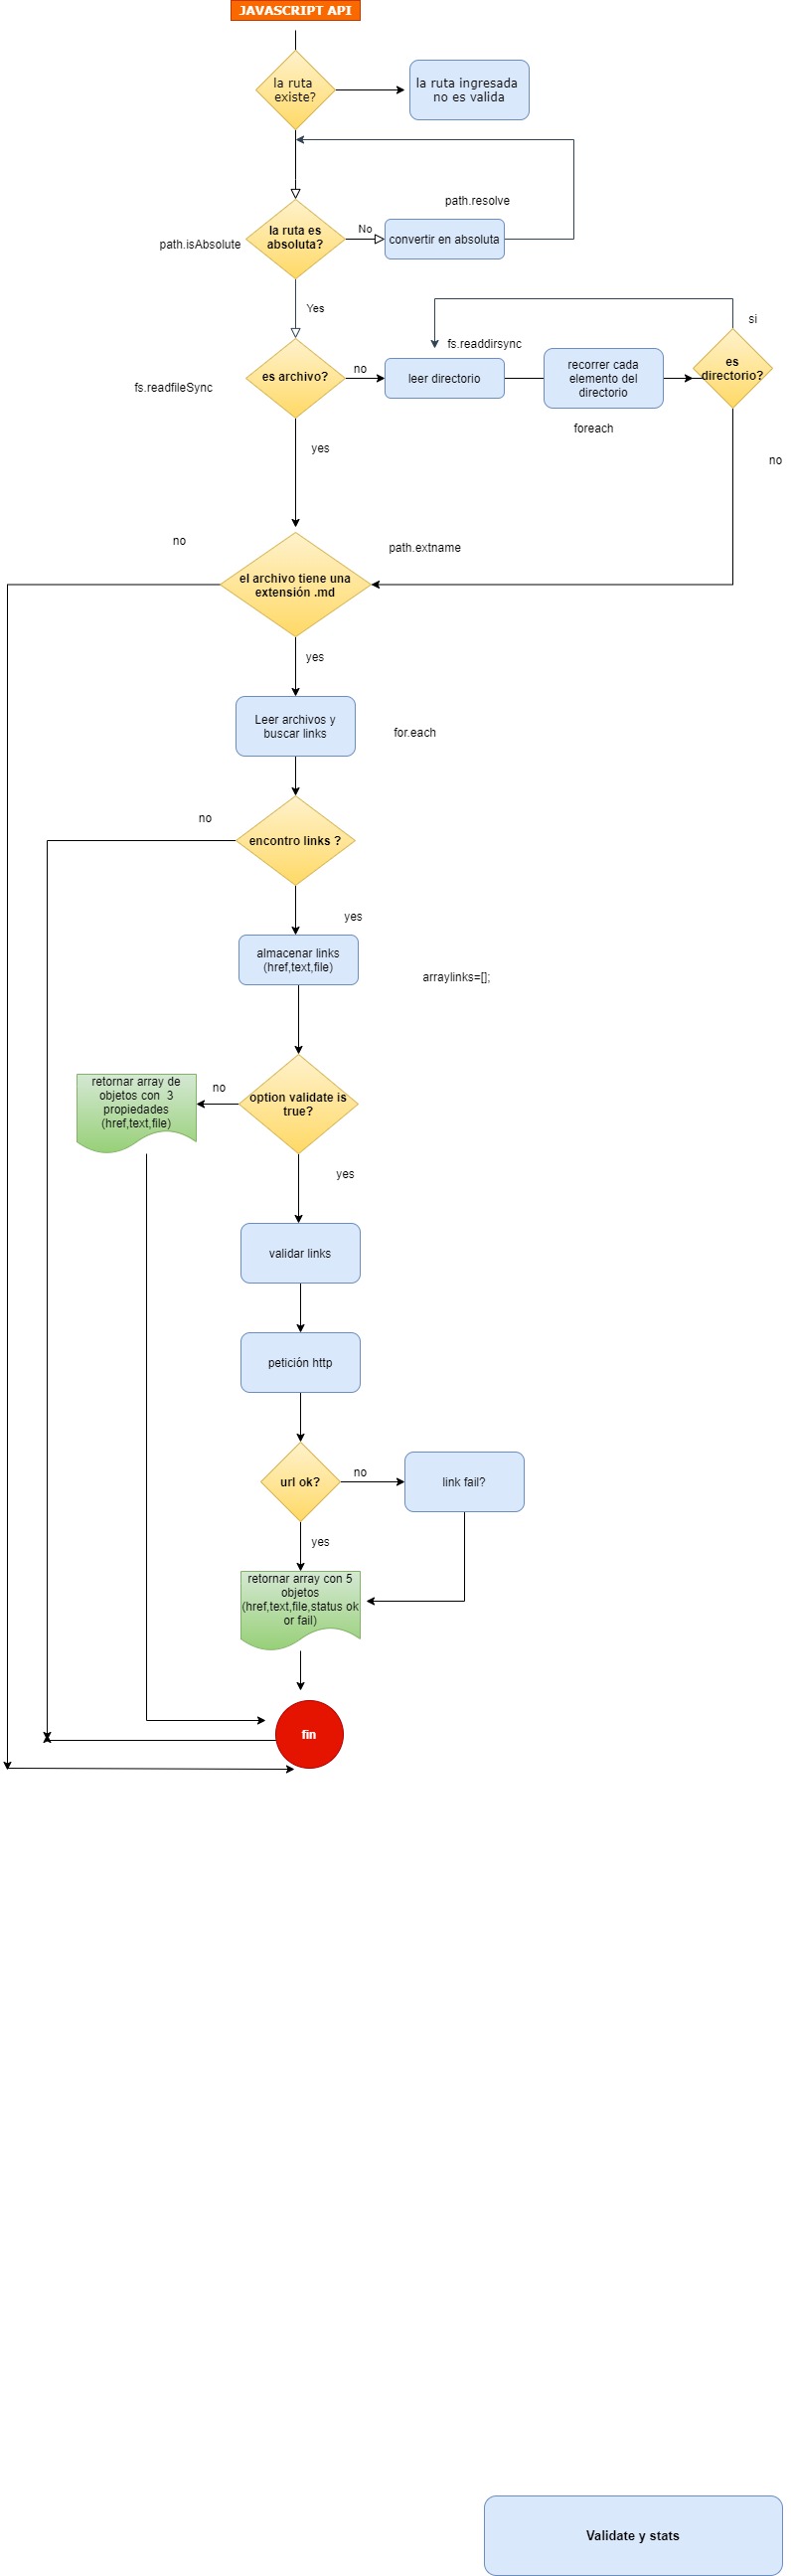 JAVASCRIPT API
la ruta
existe?
la ruta ingresada
no es valida
path.resolve
la ruta es
absoluta?
No
convertir en absoluta
path.isAbsolute
Yes
si
fs.readdirsync
es archivo?
no
leer directorio
recorrer cada
elemento del
directorio
es
directorio?
fs.readfileSync
foreach
yes
no
no
path.extname
el archivo tiene una
extensión .md
yes
Leer archivos y
buscar links
for.each
no
encontro links ?
yes
almacenar links
(href,text,file)
arraylinks=[];
retornar array de
objetos con 3
propiedades
(href,text,file)
no
option validate is
true?
yes
validar links
petición http
url ok?
no
link fail?
yes
retornar array con 5
objetos
(href,text,file,status ok
or fail)
fin
Validate y stats